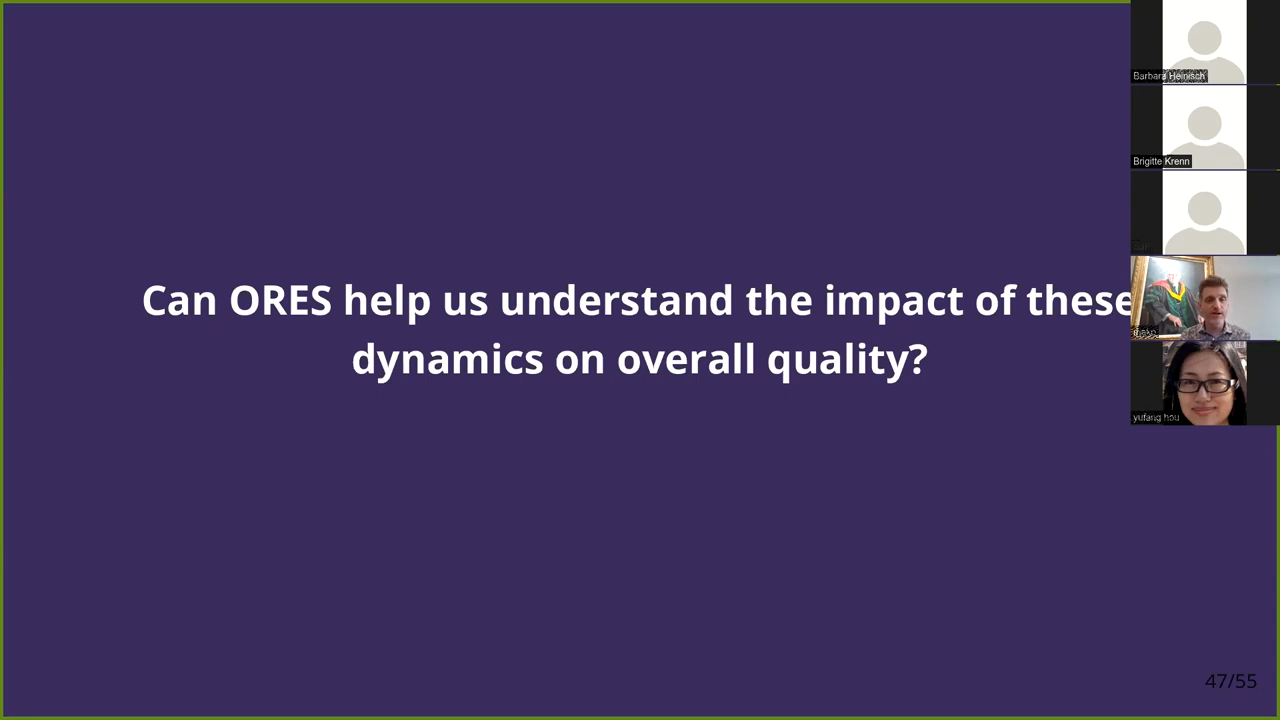 Can ORES help us understand the impact of these
dynamics on overall quality?
47/55
Barbara Heinisch
Brigitte Krenn
yufang hou